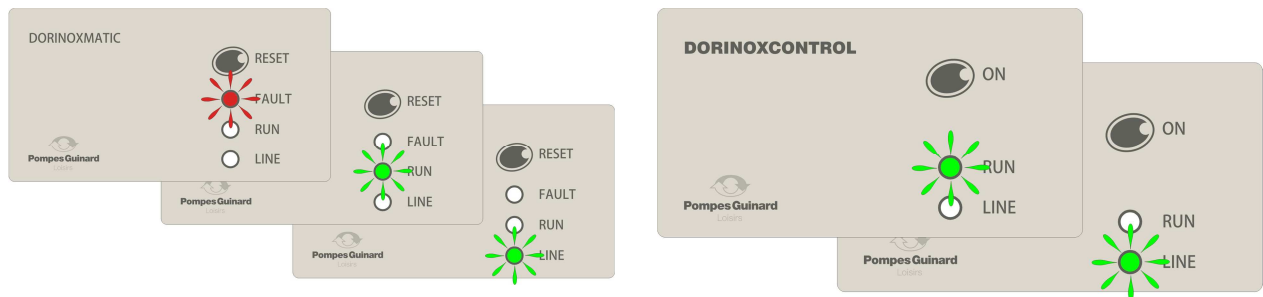 DORINOXMATIC
RESET
FAULT
RUN
LINE
Pompes Guinard
Loisirs
RESET
FAULT
RUN
LINE
Pompes Guinard
Loisirs
RESET
FAULT
RUN
LINE
Pompes Guinard
Loisirs
DORINOXCONTROL
ON
RUN
LINE
Pompes Guinard
Loisirs
ON
RUN
LINE
Pompes Guinard
Loisirs